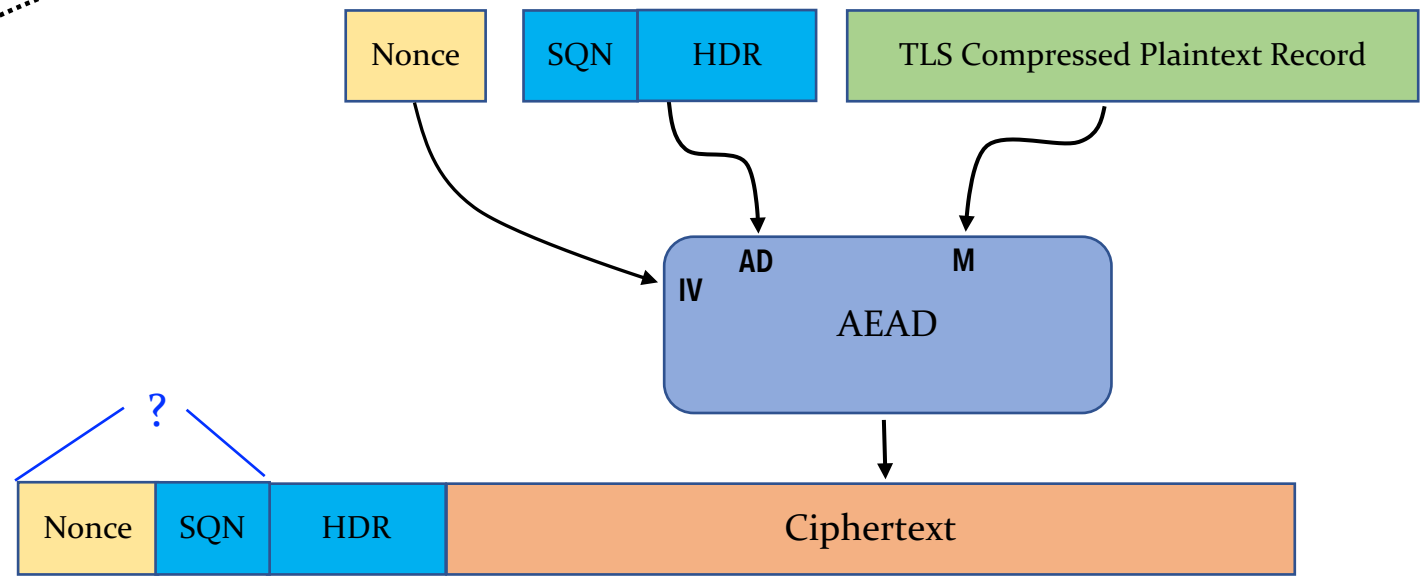 Nonce
SQN
HDR
TLS Compressed Plaintext Record
AD
M
IV
AEAD
?
Nonce
SQN
HDR
Ciphertext